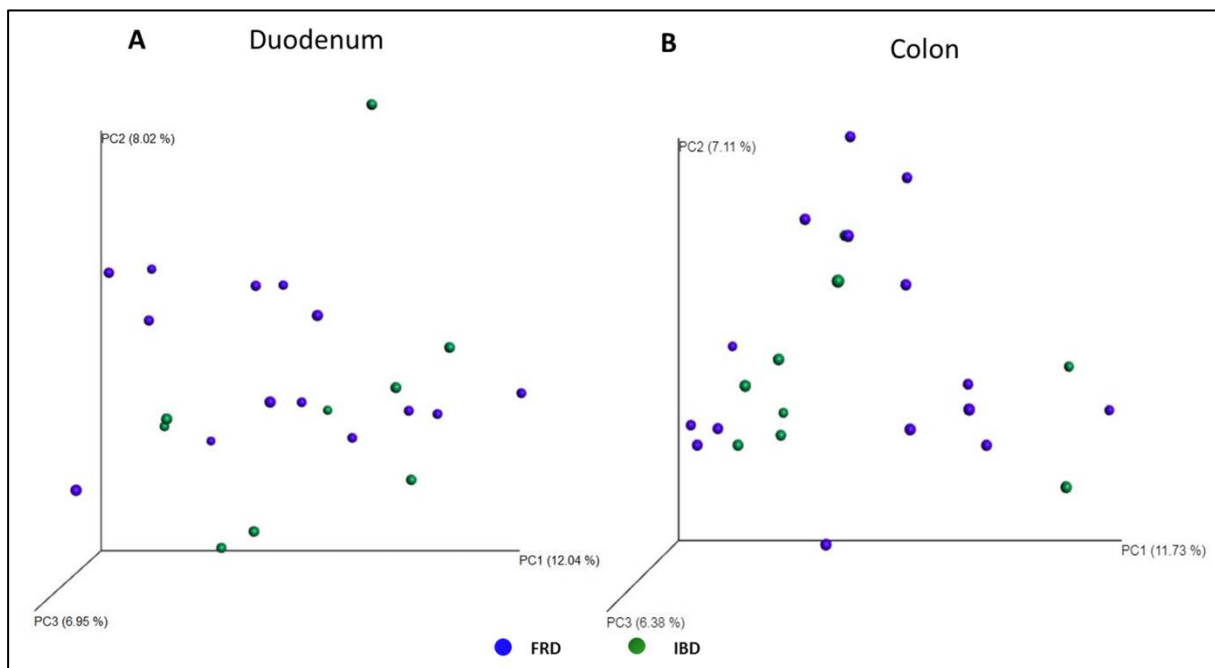 A Duodenum
B Colon
PC2 (8.02 %)
PC2 (7.11 %)
PC1 (12.04 %)
PC1 (11.73 %)
PC3 (6.95 %)
PC3 (6.38 %)
FRD IBD